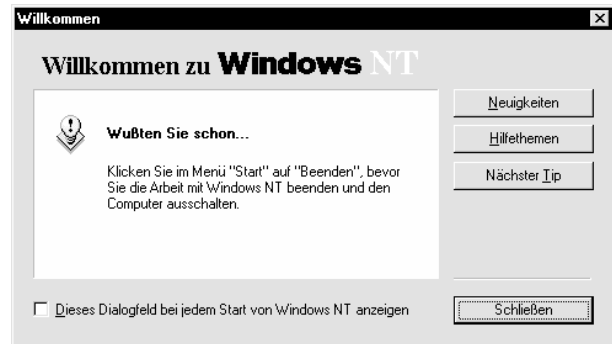 Willkommen
Willkommen zu Windows NT
Neuigkeiten
Wußten Sie schon...
Hilfethemen
Klicken Sie im Menü "Start" auf "Beenden", bevor
Sie die Arbeit mit Windows NT beenden und den
Computer ausschalten.
Nächster Tip
Dieses Dialogfeld bei jedem Start von Windows NT anzeigen
Schließen